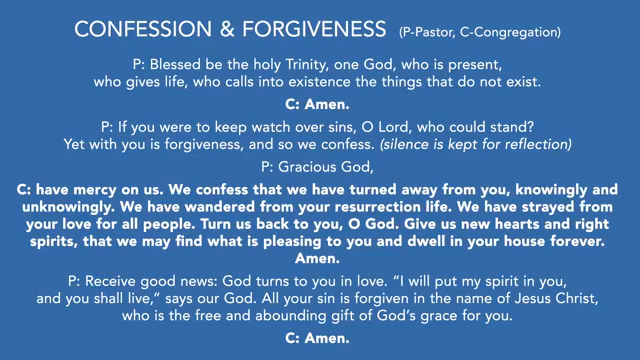 CONFESSION & FORGIVENESS (P-Pastor, C-Congregation)
P: Blessed be the holy Trinity, one God, who is present,
who gives life, who calls into existence the things that do not exist.
C: Amen.
P: If you were to keep watch over sins, O Lord, who could stand?
Yet with you is forgiveness, and so we confess. (silence is kept for reflection)
P: Gracious God,
C: have mercy on us. We confess that we have turned away from you, knowingly and
unknowingly. We have wandered from your resurrection life. We have strayed from
your love for all people. Turn us back to you, O God. Give us new hearts and right
spirits, that we may find what is pleasing to you and dwell in your house forever.
Amen.
P: Receive good news: God turns to you in love. “I will put my spirit in you,
and you shall live,” says our God. All your sin is forgiven in the name of Jesus Christ,
who is the free and abounding gift of God’s grace for you.
C: Amen.